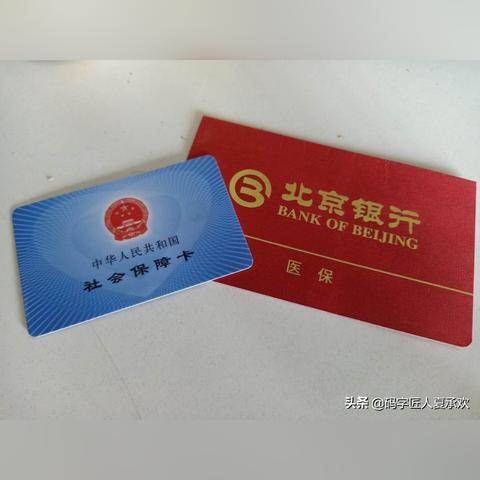 中华人民共和国
社会保障卡
北京银行
BANK OF BEIJING
医保
头条 @码字匠人夏承欢